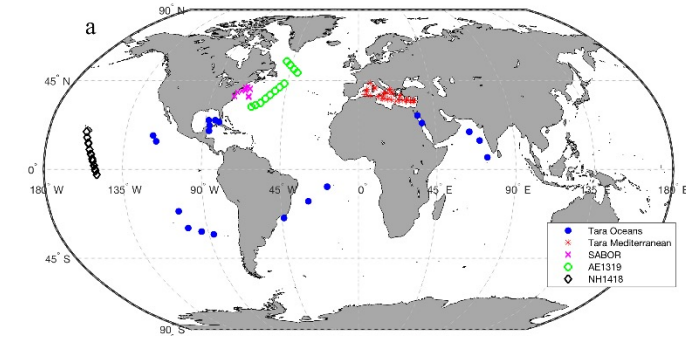 a
90° N
45° N
0°
180° W 135° W 90° W 45° W 0 45° E 90° E 180° E
45° S
90° S
Tara Oceans
Tara Mediterranean
SABOR
AE1319
NH1418